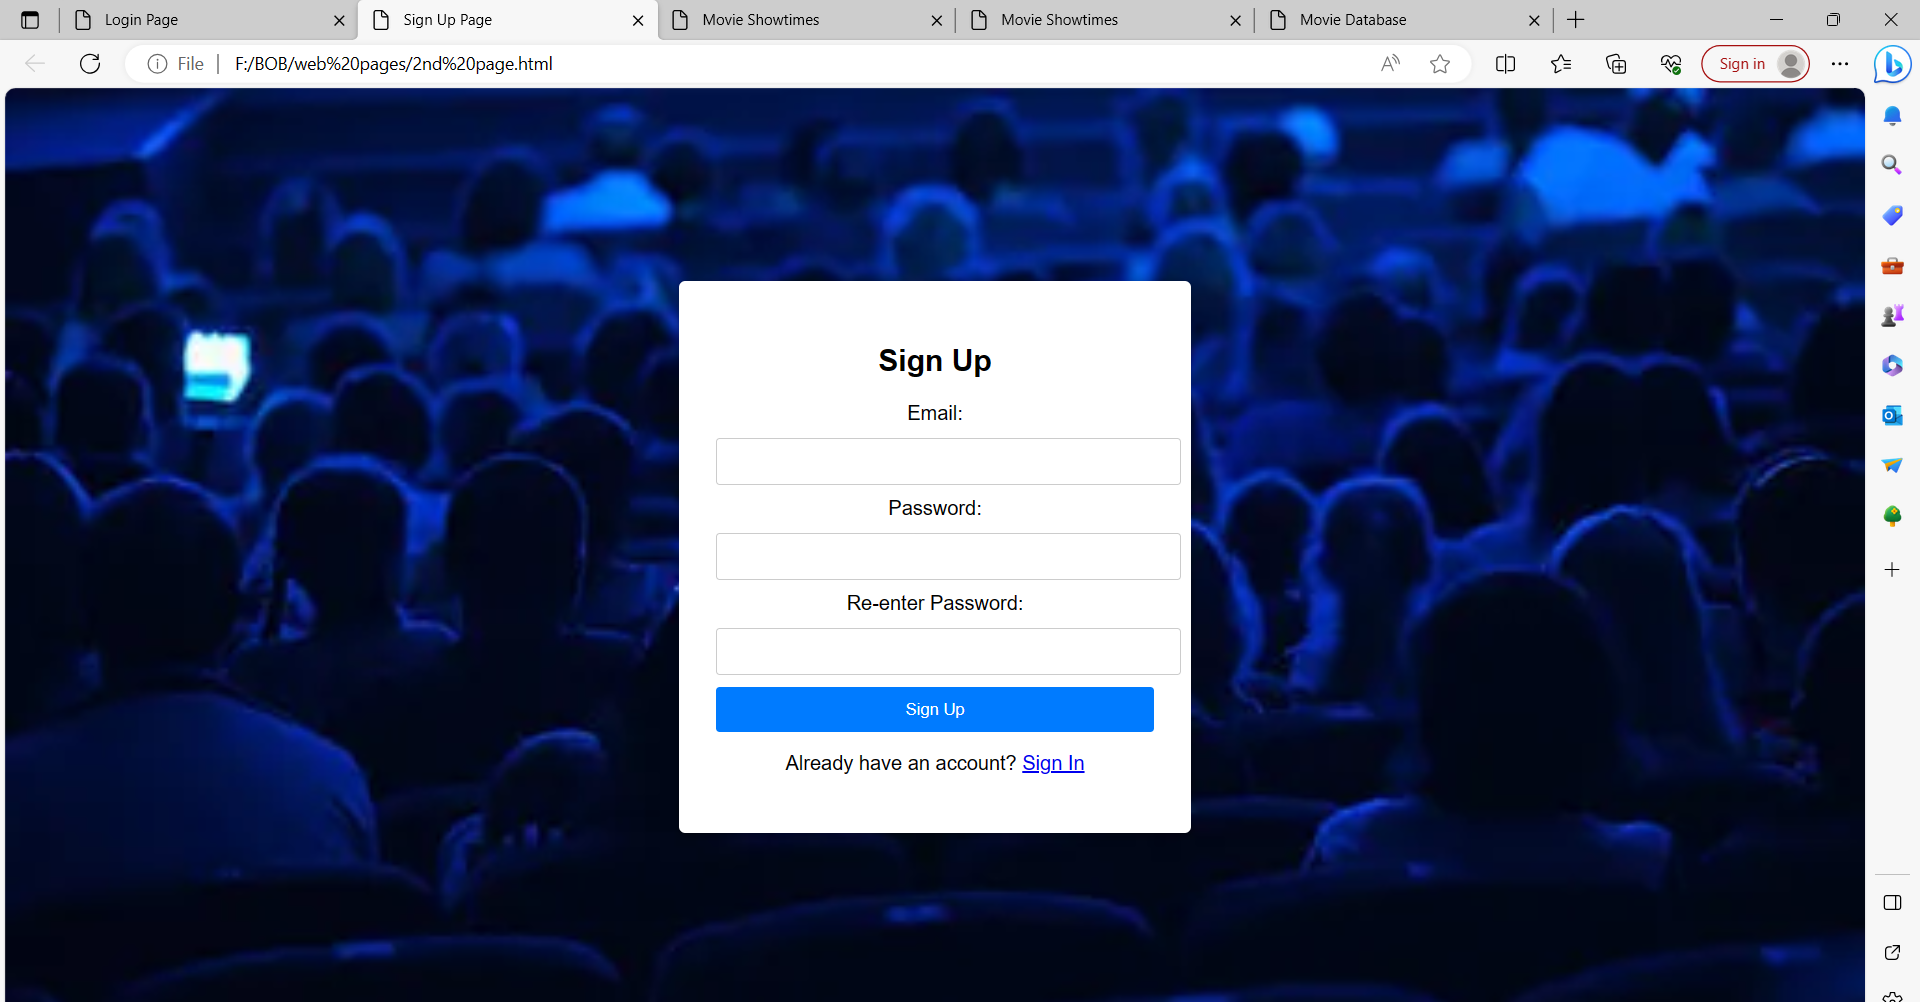 Login Page
Sign Up Page
Movie Showtimes
Movie Showtimes
Movie Database
File
F:/BOB/web%20pages/2nd%20page.html
Sign in
Sign Up
Email:
Password:
Re-enter Password:
Sign Up
Already have an account? Sign In